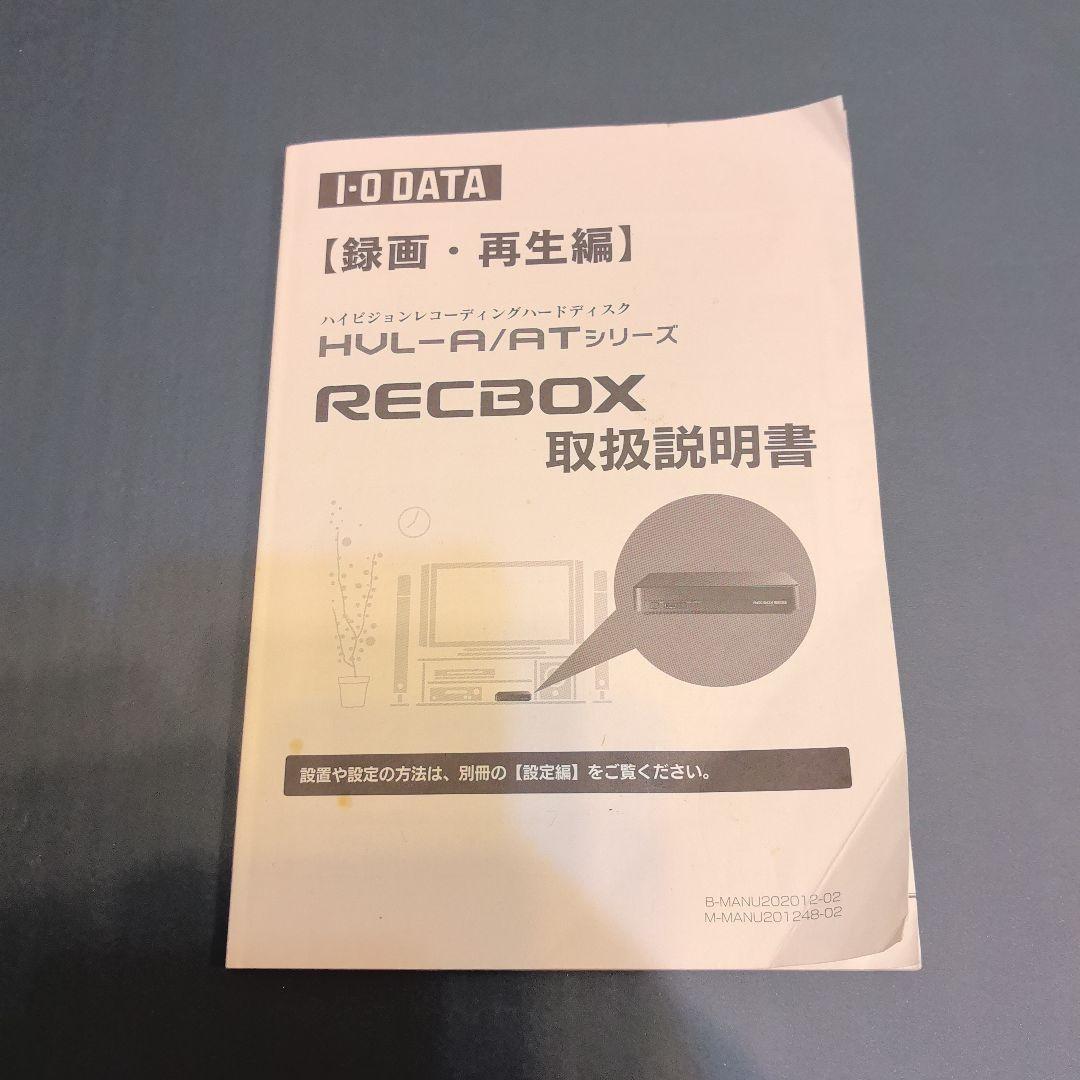 I-O DATA
【録画・再生編】
ハイビジョンレコーディングハードディスク
HVL-A/ATシリーズ
RECBOX
取扱説明書
設置や設定の方法は、別冊の【設定編】をご覧ください。
B-MANU202012-02
M-MANU201248-02